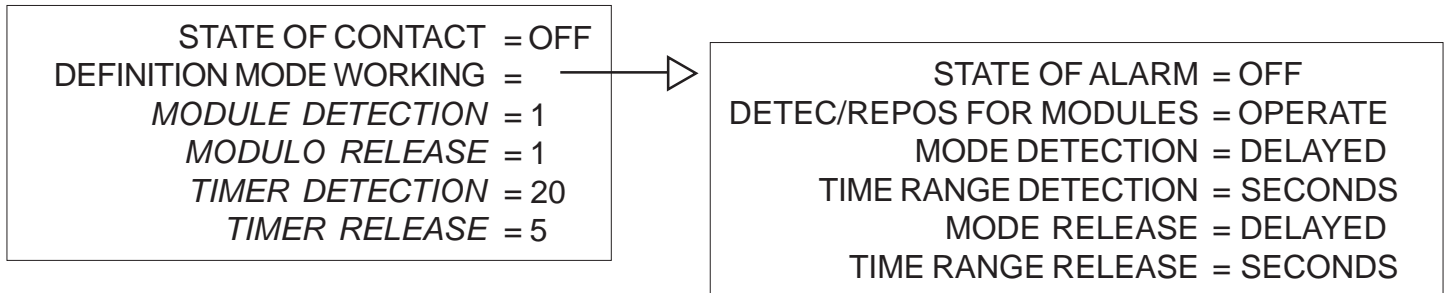 STATE OF CONTACT = OFF
DEFINITION MODE WORKING =
MODULE DETECTION = 1
MODULO RELEASE = 1
TIMER DETECTION = 20
TIMER RELEASE = 5
STATE OF ALARM = OFF
DETEC/REPOS FOR MODULES = OPERATE
MODE DETECTION = DELAYED
TIME RANGE DETECTION = SECONDS
MODE RELEASE = DELAYED
TIME RANGE RELEASE = SECONDS